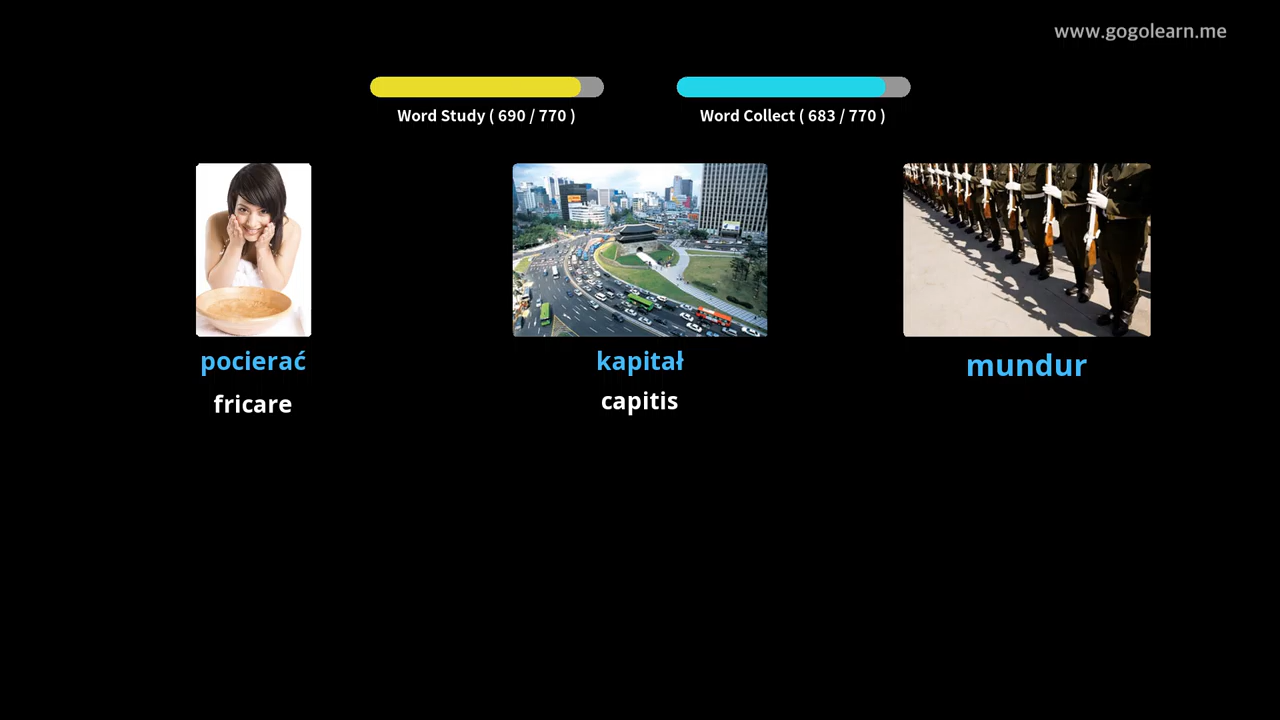 www.gogolearn.me
Word Study ( 690 / 770 )
Word Collect ( 683 / 770 )
pocierać
kapitał
mundur
fricare
capitis